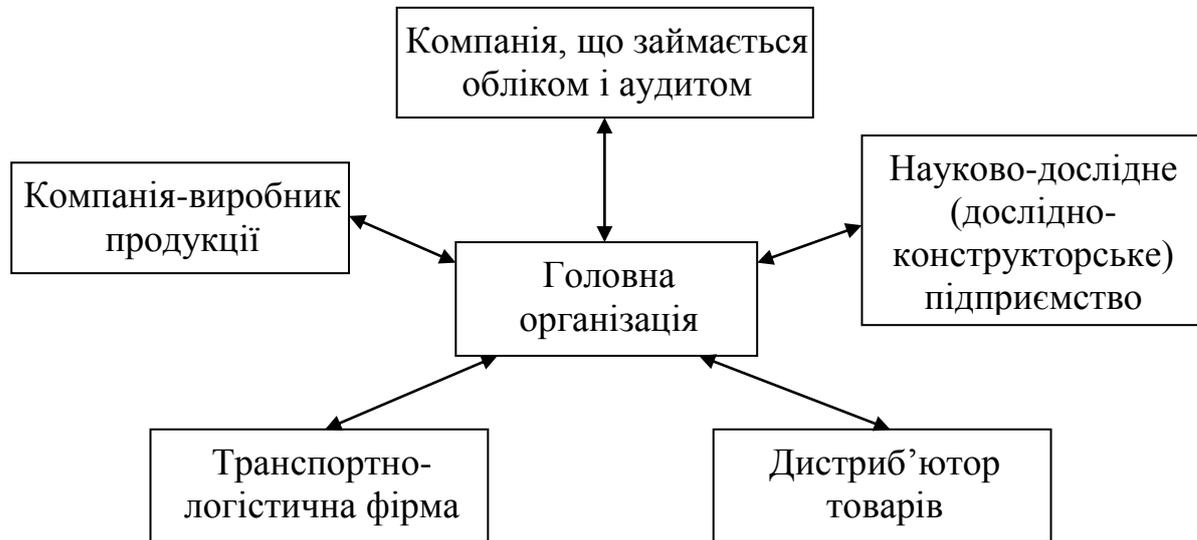 Компанія, що займається
обліком і аудитом
Компанія-виробник
продукції
Науково-дослідне
(дослідно-
конструкторське)
підприємство
Головна
організація
Транспортно-
логістична фірма
Дистриб’ютор
товарів